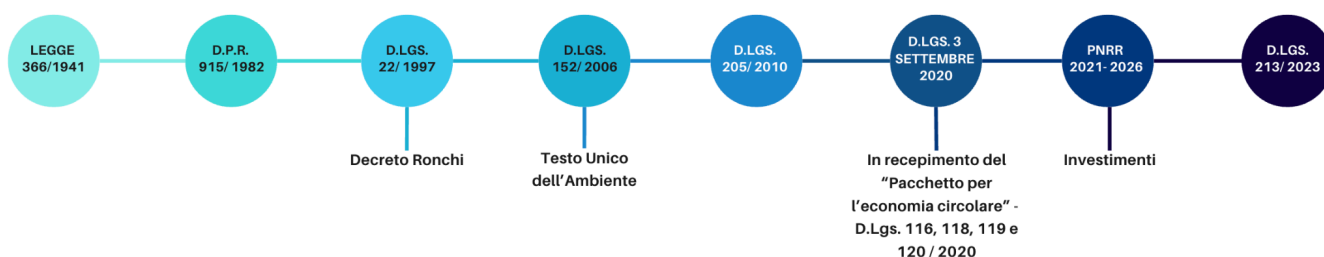 LEGGE
366/1941
D.P.R.
915/ 1982
D.LGS.
22/ 1997
D.LGS.
152/ 2006
D.LGS.
205/ 2010
D.LGS. 3
SETTEMBRE
2020
PNRR
2021- 2026
D.LGS.
213/ 2023
Decreto Ronchi
Testo Unico
dell’Ambiente
In recepimento del
“Pacchetto per
l’economia circolare” -
D.Lgs. 116, 118, 119 e
120 / 2020
Investimenti